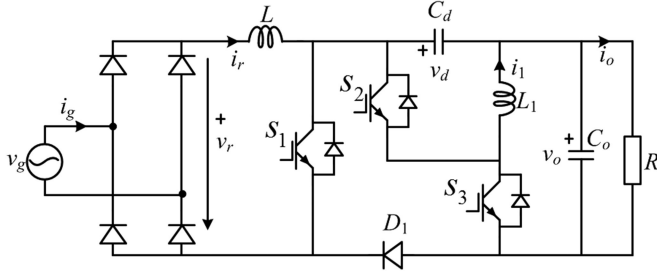 L
C_d
i_r
+
v_d
i_1
i_o
S_2
L_1
i_g
+
v_r
S_1
+
v_o
C_o
R
v_g
S_3
D_1